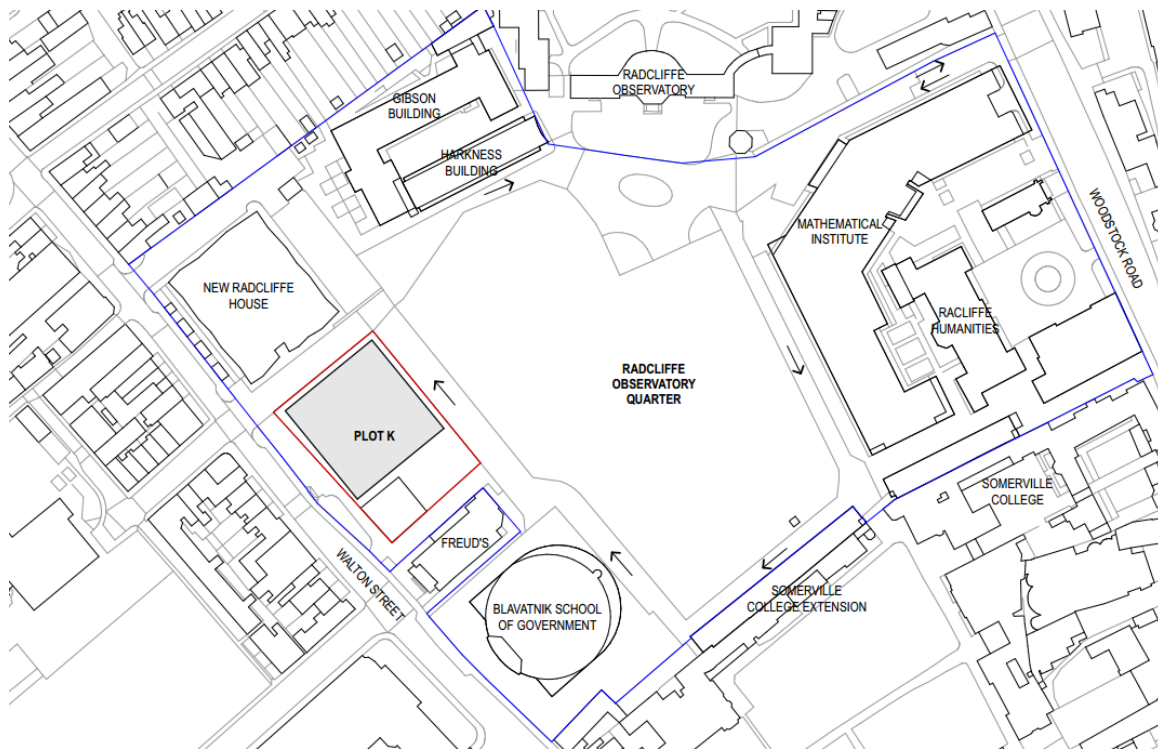 RADCLIFFE
OBSERVATORY
GIBSON
BUILDING
HARKNESS
BUILDING
MATHEMATICAL
INSTITUTE
WOODSTOCK ROAD
NEW RADCLIFFE
HOUSE
RACLIFFE
HUMANITIES
RADCLIFFE
OBSERVATORY
QUARTER
PLOT K
SOMERVILLE
COLLEGE
FREUD'S
WALTON STREET
SOMERVILLE
COLLEGE EXTENSION
BLAVATNIK SCHOOL
OF GOVERNMENT